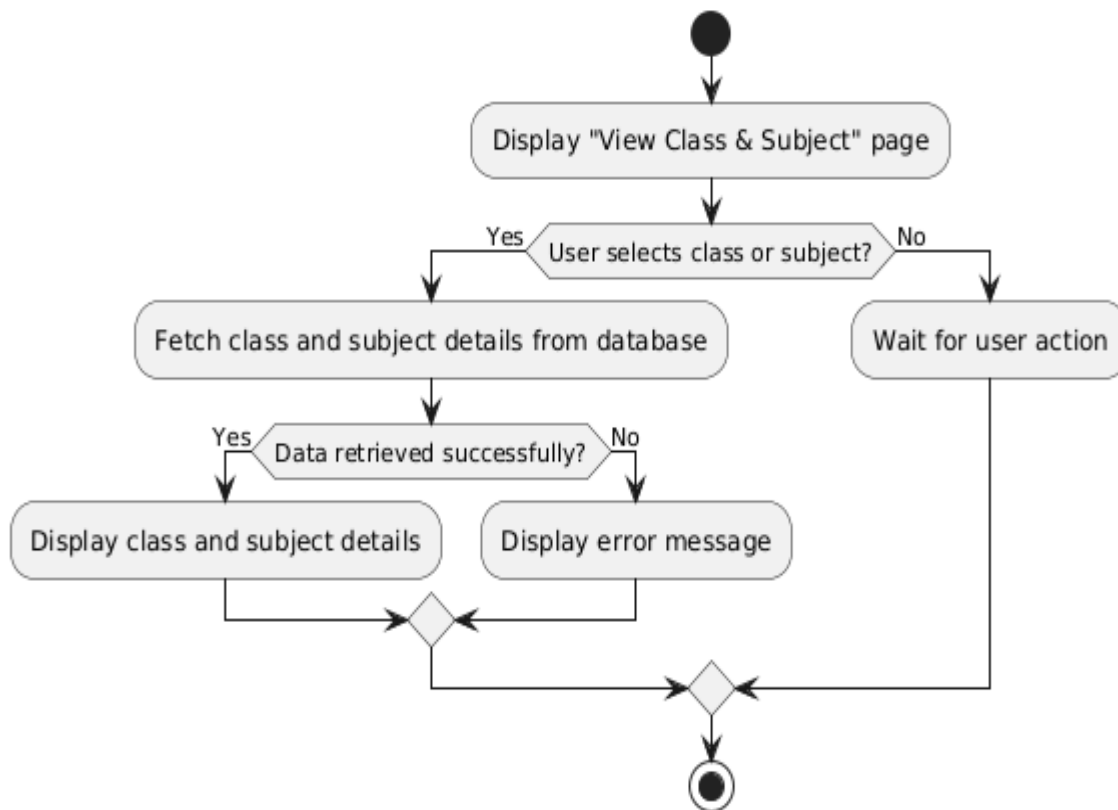 Display "View Class & Subject" page
Yes
User selects class or subject?
No
Fetch class and subject details from database
Wait for user action
Yes
Data retrieved successfully?
No
Display class and subject details
Display error message